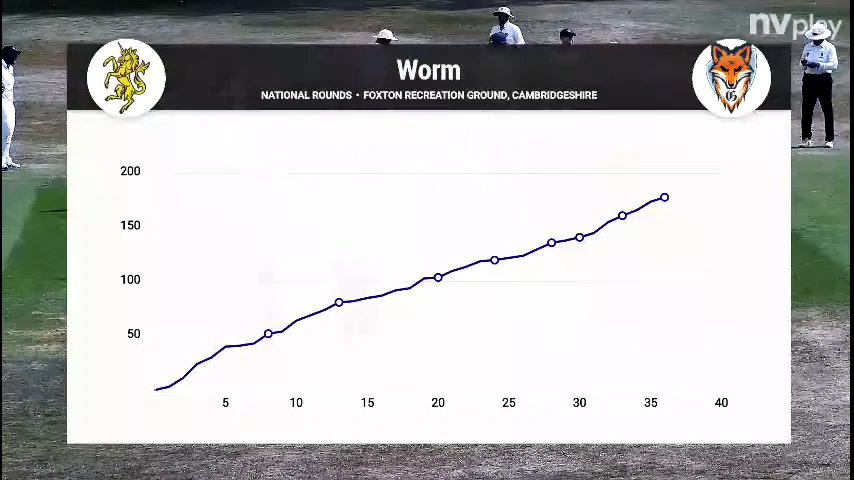 nvplay
Worm
NATIONAL ROUNDS • FOXTON RECREATION GROUND, CAMBRIDGESHIRE
G
200
150
100
50
5 10 15 20 25 30 35 40